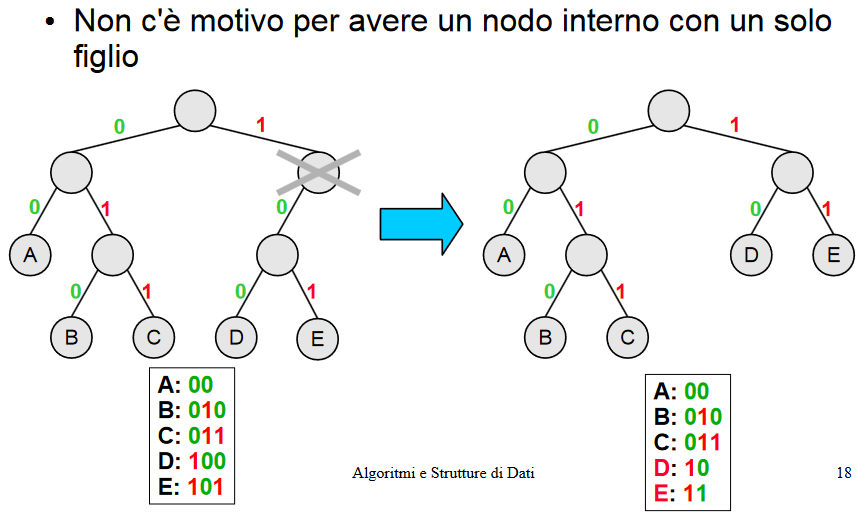 • Non c'è motivo per avere un nodo interno con un solo
figlio
0 1 0 1
0 1 0 0 1 0 1
A D E
0 1 0 1 0 1
B C D E B C
A: 00
B: 010
C: 011
D: 100
E: 101
A: 00
B: 010
C: 011
D: 10
E: 11
Algoritmi e Strutture di Dati 18